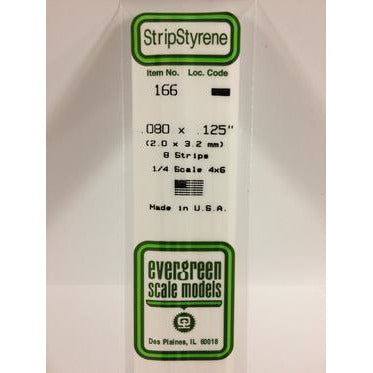 StripStyrene
Item No. Loc. Code
166
.080 x .125"
(2.0 x 3.2 mm)
8 Strips
1/4 Scale 4x6
Made in U.S.A.
evergreen
scale models
Des Plaines, IL 60018